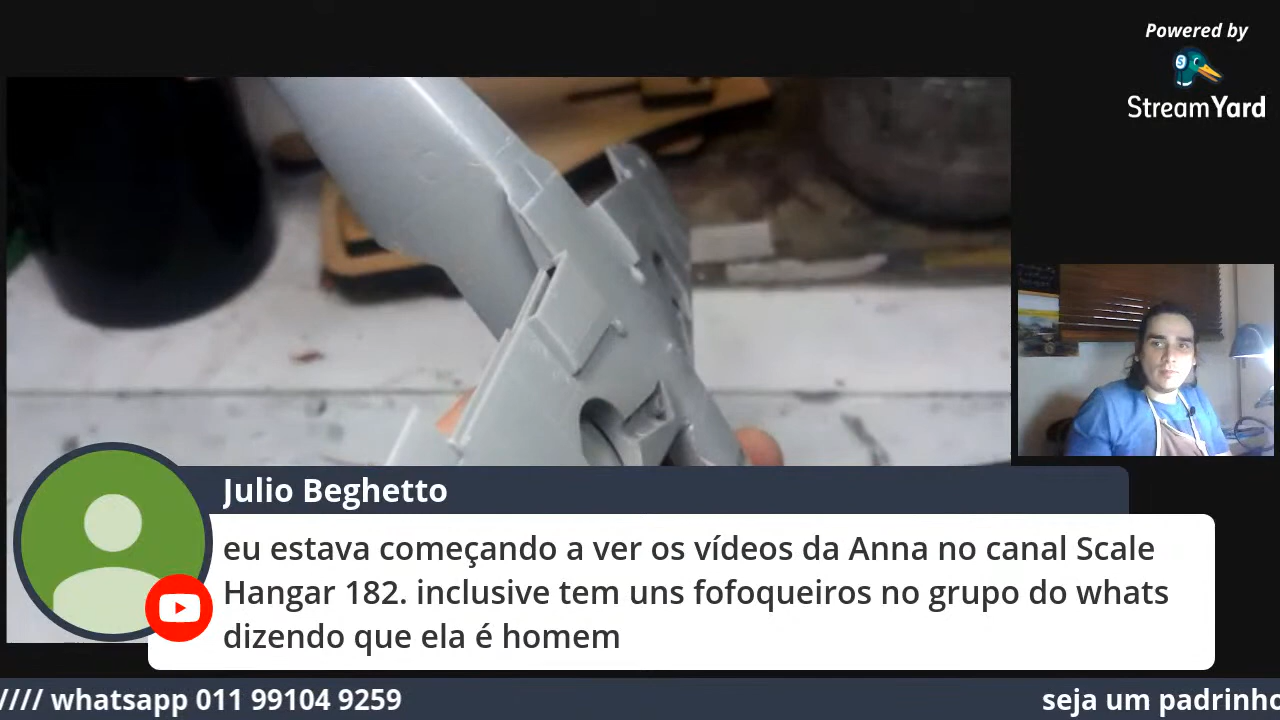 Powered by
StreamYard
Julio Beghetto
eu estava começando a ver os vídeos da Anna no canal Scale
Hangar 182. inclusive tem uns fofoqueiros no grupo do whats
dizendo que ela é homem
//// whatsapp 011 99104 9259
seja um padrinho